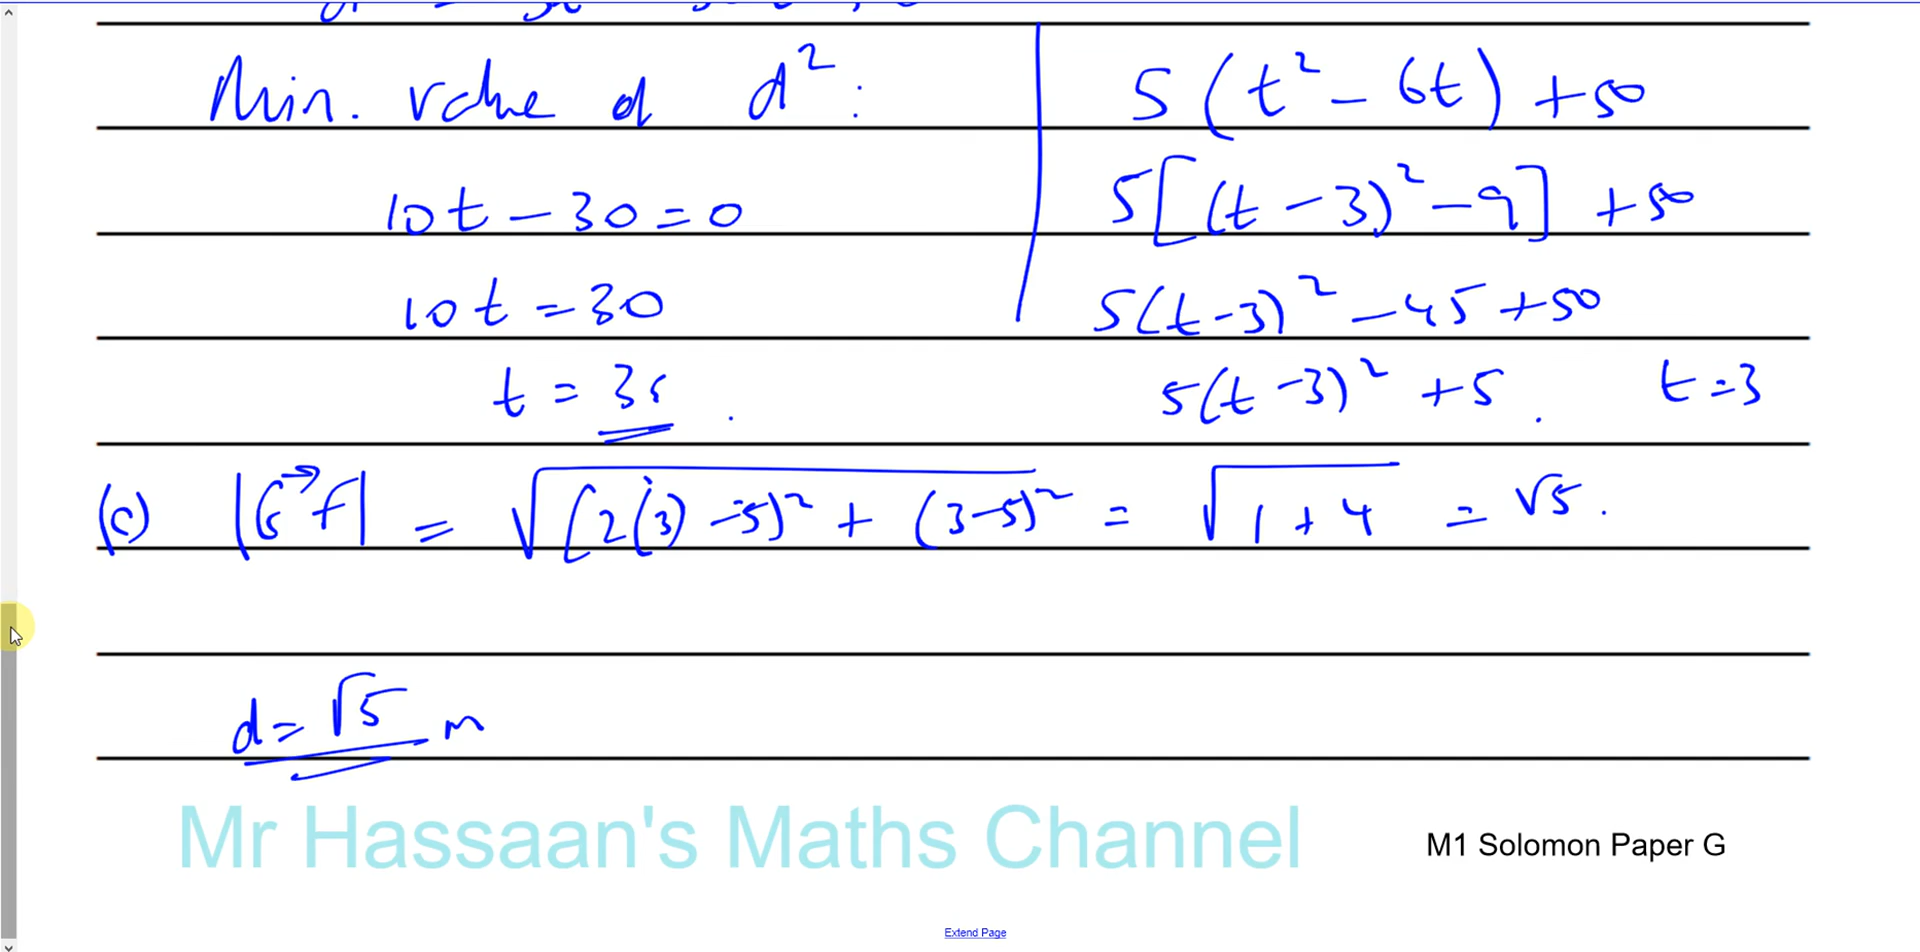 Min. value of d² :
10t − 30 = 0
10t = 30
t = 3s .
5(t² − 6t) + 50
5[(t − 3)² − 9] + 50
5(t − 3)² − 45 + 50
5(t − 3)² + 5 . t = 3
(c) |GF| = √([2(3) − 5)² + (3 − 5)² = √(1 + 4) = √5 .
d = √5 m
Mr Hassaan's Maths Channel
M1 Solomon Paper G
Extend Page